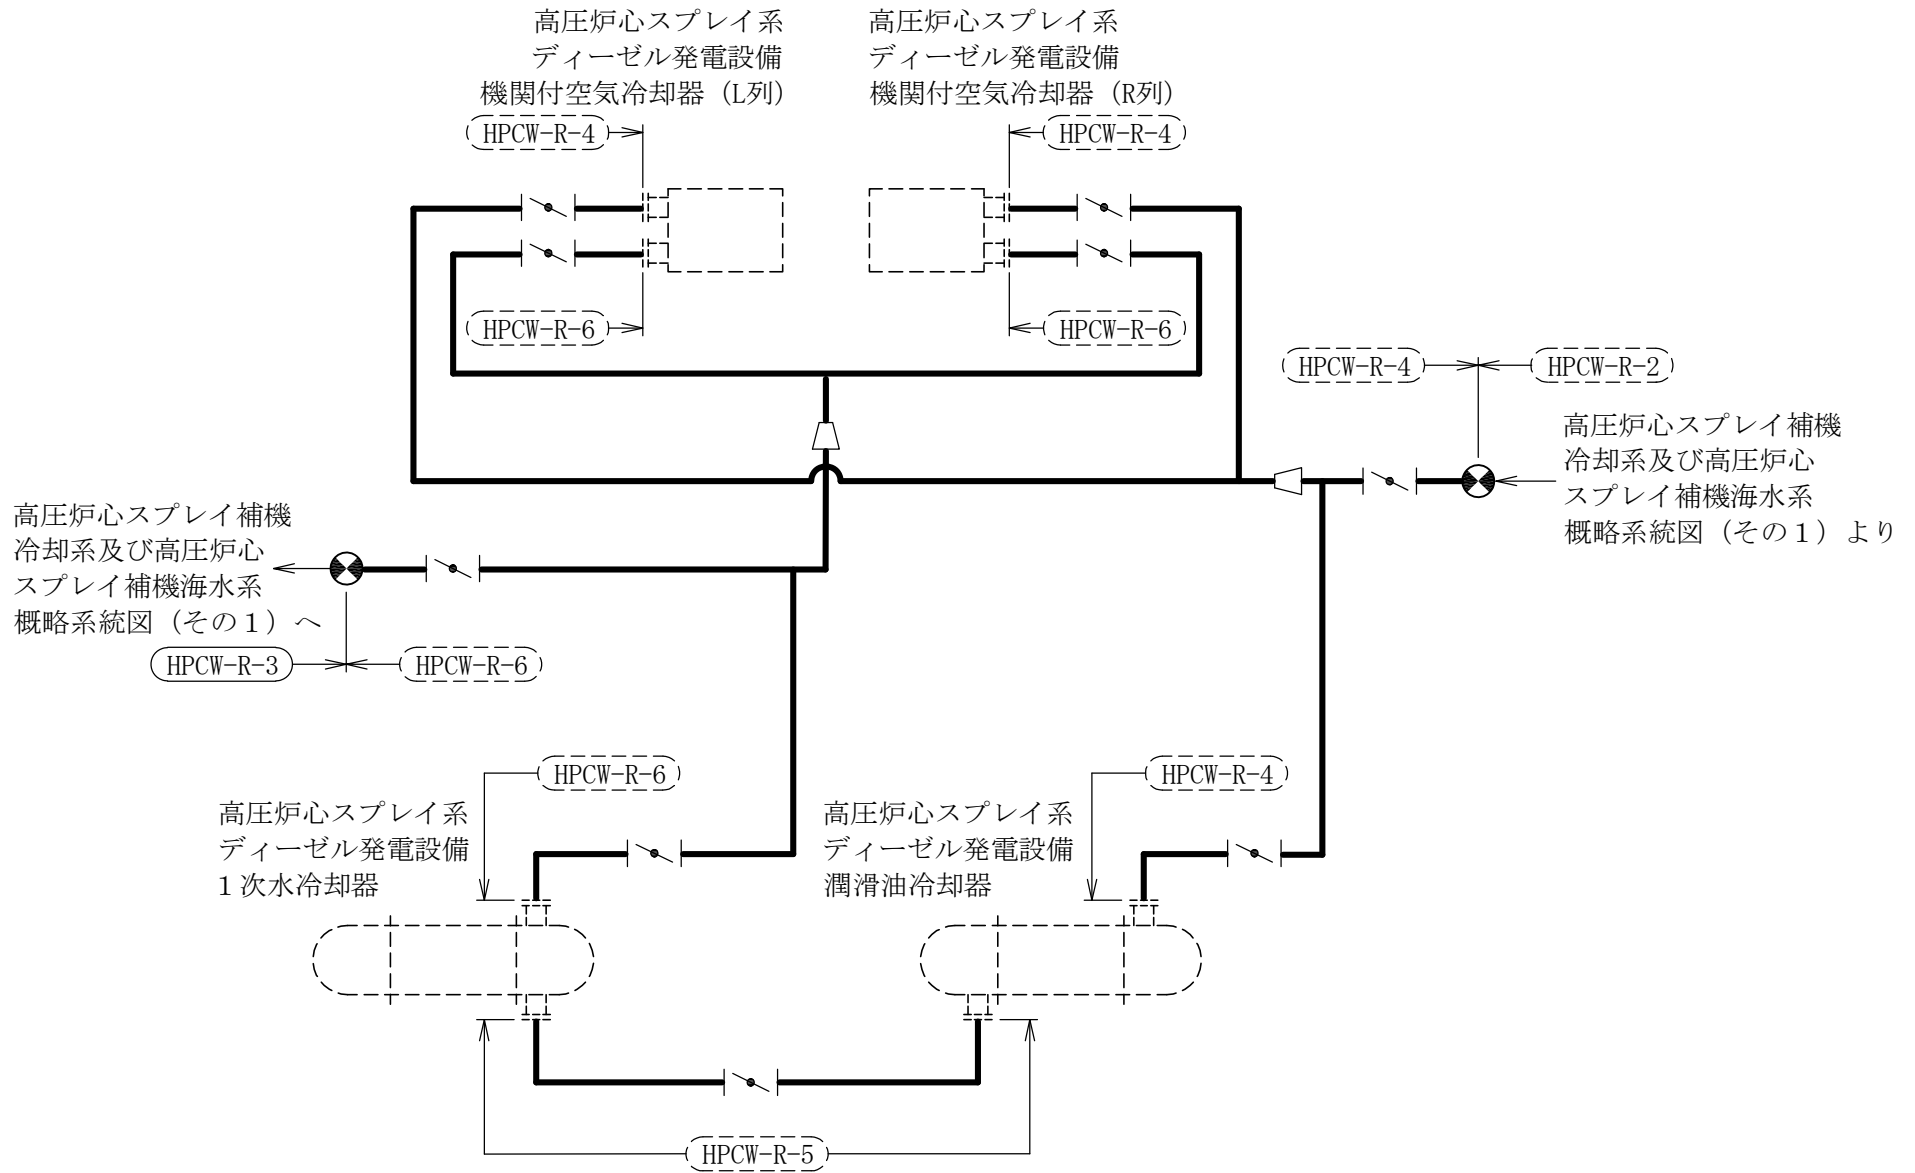 高圧炉心スプレイ系
ディーゼル発電設備
機関付空気冷却器（L列）
高圧炉心スプレイ系
ディーゼル発電設備
機関付空気冷却器（R列）
HPCW-R-4
HPCW-R-4
HPCW-R-6
HPCW-R-6
HPCW-R-4
HPCW-R-2
高圧炉心スプレイ補機
冷却系及び高圧炉心
スプレイ補機海水系
概略系統図（その１）より
高圧炉心スプレイ補機
冷却系及び高圧炉心
スプレイ補機海水系
概略系統図（その１）へ
HPCW-R-3
HPCW-R-6
HPCW-R-6
HPCW-R-4
高圧炉心スプレイ系
ディーゼル発電設備
１次水冷却器
高圧炉心スプレイ系
ディーゼル発電設備
潤滑油冷却器
HPCW-R-5